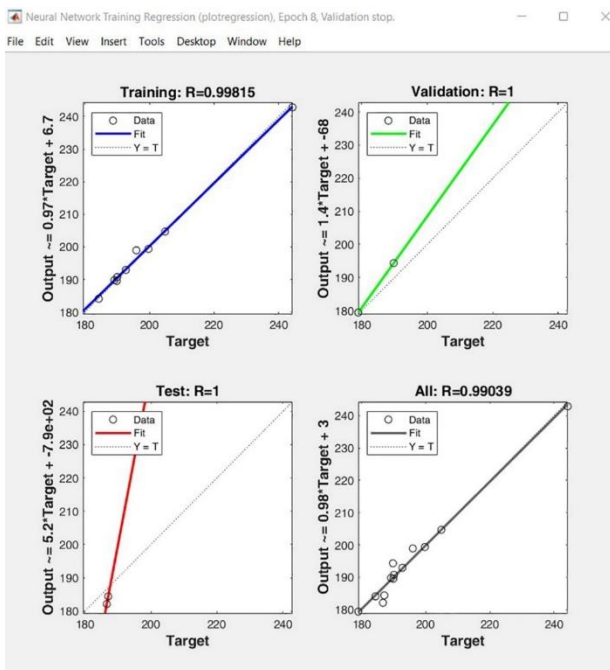 Neural Network Training Regression (plotregression), Epoch 8, Validation stop.
File Edit View Insert Tools Desktop Window Help
Training: R=0.99815
Output ~= 0.97*Target + 6.7
240
230
220
210
200
190
180
Data
Fit
Y = T
180 200 220 240
Target
Validation: R=1
Output ~= 1.4*Target + -68
240
230
220
210
200
190
180
Data
Fit
Y = T
180 200 220 240
Target
Test: R=1
Output ~= 5.2*Target + -7.9e+02
240
230
220
210
200
190
180
Data
Fit
Y = T
180 200 220 240
Target
All: R=0.99039
Output ~= 0.98*Target + 3
240
230
220
210
200
190
180
Data
Fit
Y = T
180 200 220 240
Target